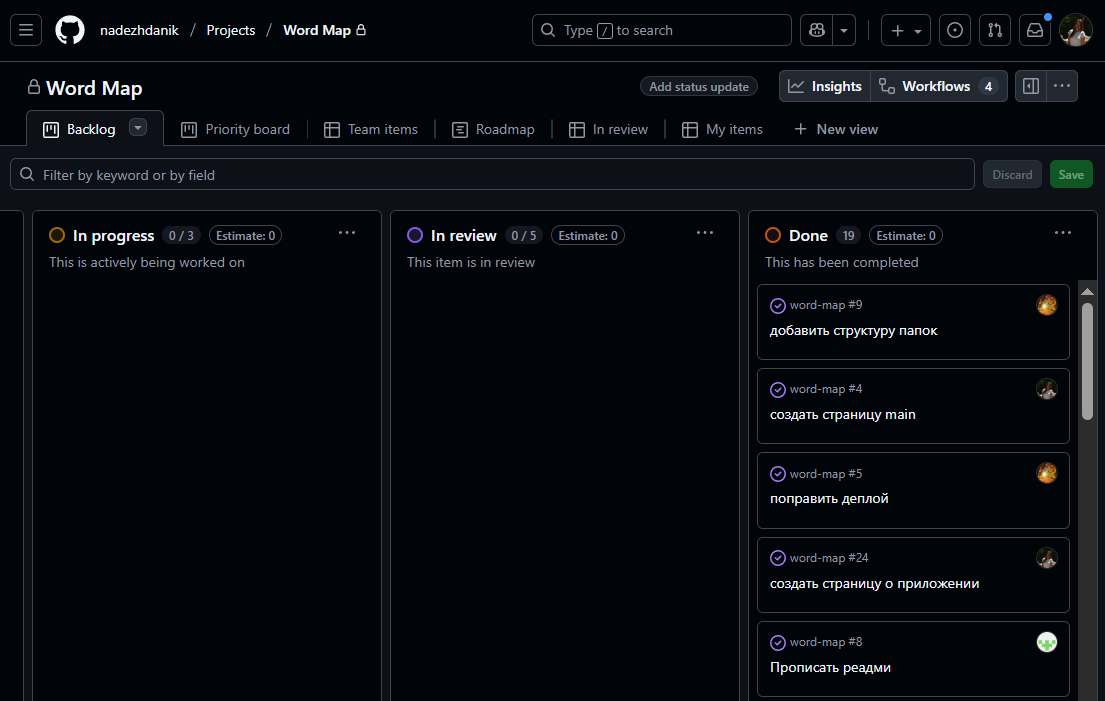 nadezhdanik / Projects / Word Map
Type / to search
Word Map
Add status update
Insights
Workflows 4
Backlog
Priority board
Team items
Roadmap
In review
My items
New view
Filter by keyword or by field
Discard
Save
In progress 0 / 3 Estimate: 0
This is actively being worked on
In review 0 / 5 Estimate: 0
This item is in review
Done 19 Estimate: 0
This has been completed
word-map #9
добавить структуру папок
word-map #4
создать страницу main
word-map #5
поправить деплой
word-map #24
создать страницу о приложении
word-map #8
Прописать реадми